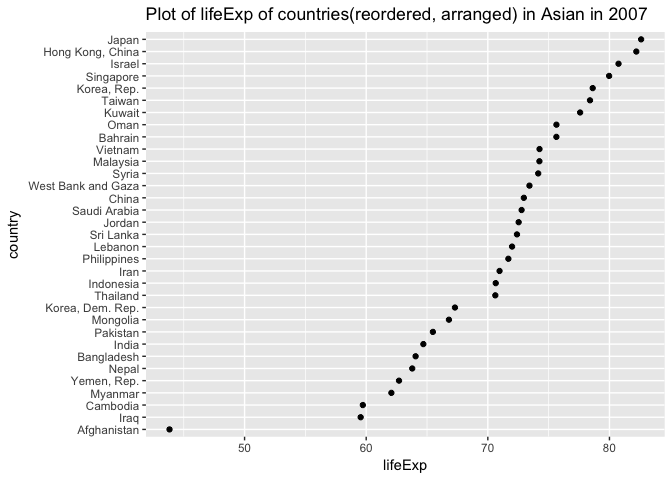 Plot of lifeExp of countries(reordered, arranged) in Asian in 2007
Japan
Hong Kong, China
Israel
Singapore
Korea, Rep.
Taiwan
Kuwait
Oman
Bahrain
Vietnam
Malaysia
Syria
West Bank and Gaza
China
Saudi Arabia
Jordan
Sri Lanka
Lebanon
Philippines
Iran
Indonesia
Thailand
Korea, Dem. Rep.
Mongolia
Pakistan
India
Bangladesh
Nepal
Yemen, Rep.
Myanmar
Cambodia
Iraq
Afghanistan
country
50 60 70 80
lifeExp